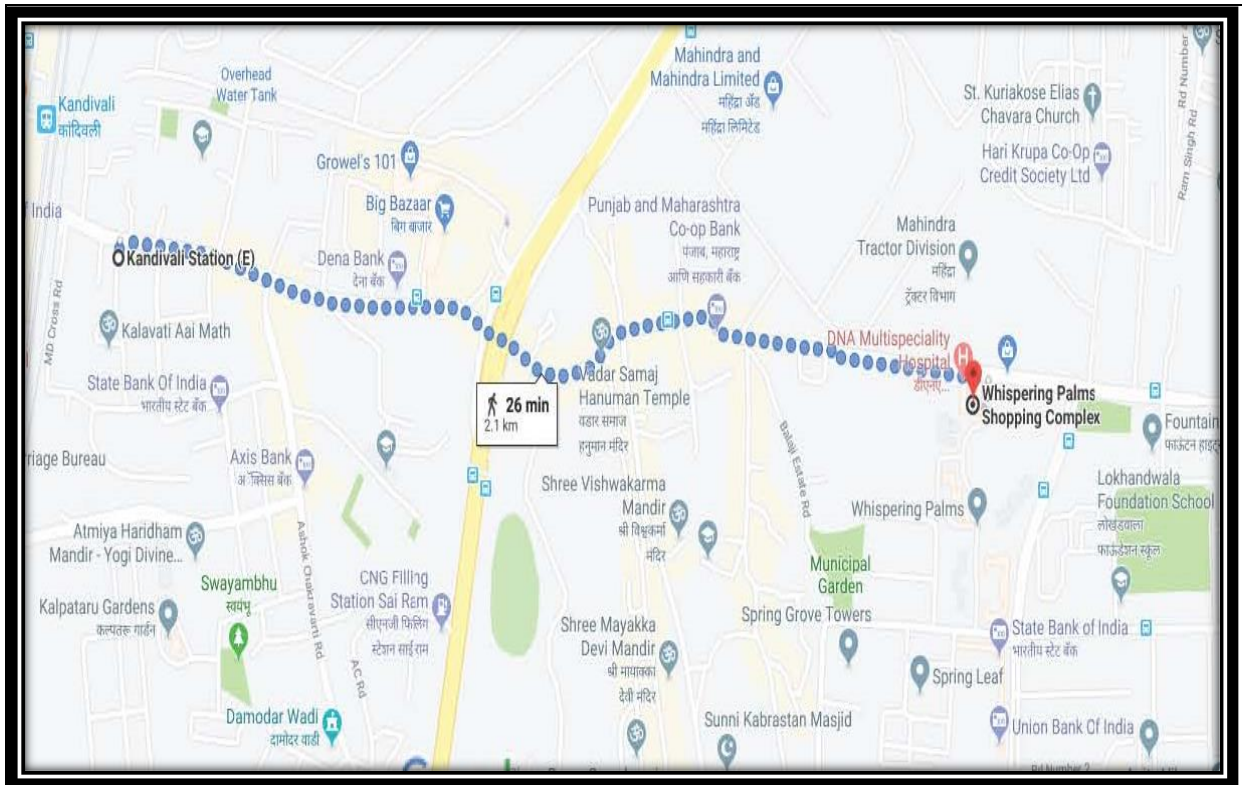 Overhead
Water Tank
Kandivali
कांदिवली
Mahindra and
Mahindra Limited
महिंद्रा अँड
महिंद्रा लिमिटेड
St. Kuriakose Elias
Chavara Church
Rd Number
Ram Singh Rd
Hari Krupa Co-Op
Credit Society Ltd
Growel's 101
Big Bazaar
बिग बाजार
Punjab and Maharashtra
Co-op Bank
पंजाब, महाराष्ट्र
आणि सहकारी बँक
of India
Kandivali Station (E)
Dena Bank
देना बँक
Mahindra
Tractor Division
महिंद्रा
ट्रॅक्टर विभाग
MD Cross Rd
Kalavati Aai Math
DNA Multispeciality
Hospital
डीएनए...
State Bank Of India
भारतीय स्टेट बँक
26 min
2.1 km
Vadar Samaj
Hanuman Temple
वडार समाज
हनुमान मंदिर
Whispering Palms
Shopping Complex
Fountain
फाऊंटन
riage Bureau
Axis Bank
अॅक्सिस बँक
Balaji Estate Rd
Lokhandwala
Foundation School
लोखंडवाला
फाऊंडेशन स्कूल
Shree Vishwakarma
Mandir
श्री विश्वकर्मा
मंदिर
Whispering Palms
Atmiya Haridham
Mandir - Yogi Divine...
Ashok Chakravarti Rd
Municipal
Garden
Swayambhu
स्वयंभू
CNG Filling
Station Sai Ram
सीएनजी फिलिंग
स्टेशन साई राम
Kalpataru Gardens
कल्पतरू गार्डन
Spring Grove Towers
Shree Mayakka
Devi Mandir
श्री मायाक्का
देवी मंदिर
State Bank of India
भारतीय स्टेट बँक
AC Rd
Spring Leaf
Damodar Wadi
दामोदर वाडी
Sunni Kabrastan Masjid
Union Bank Of India
Rd Number 2